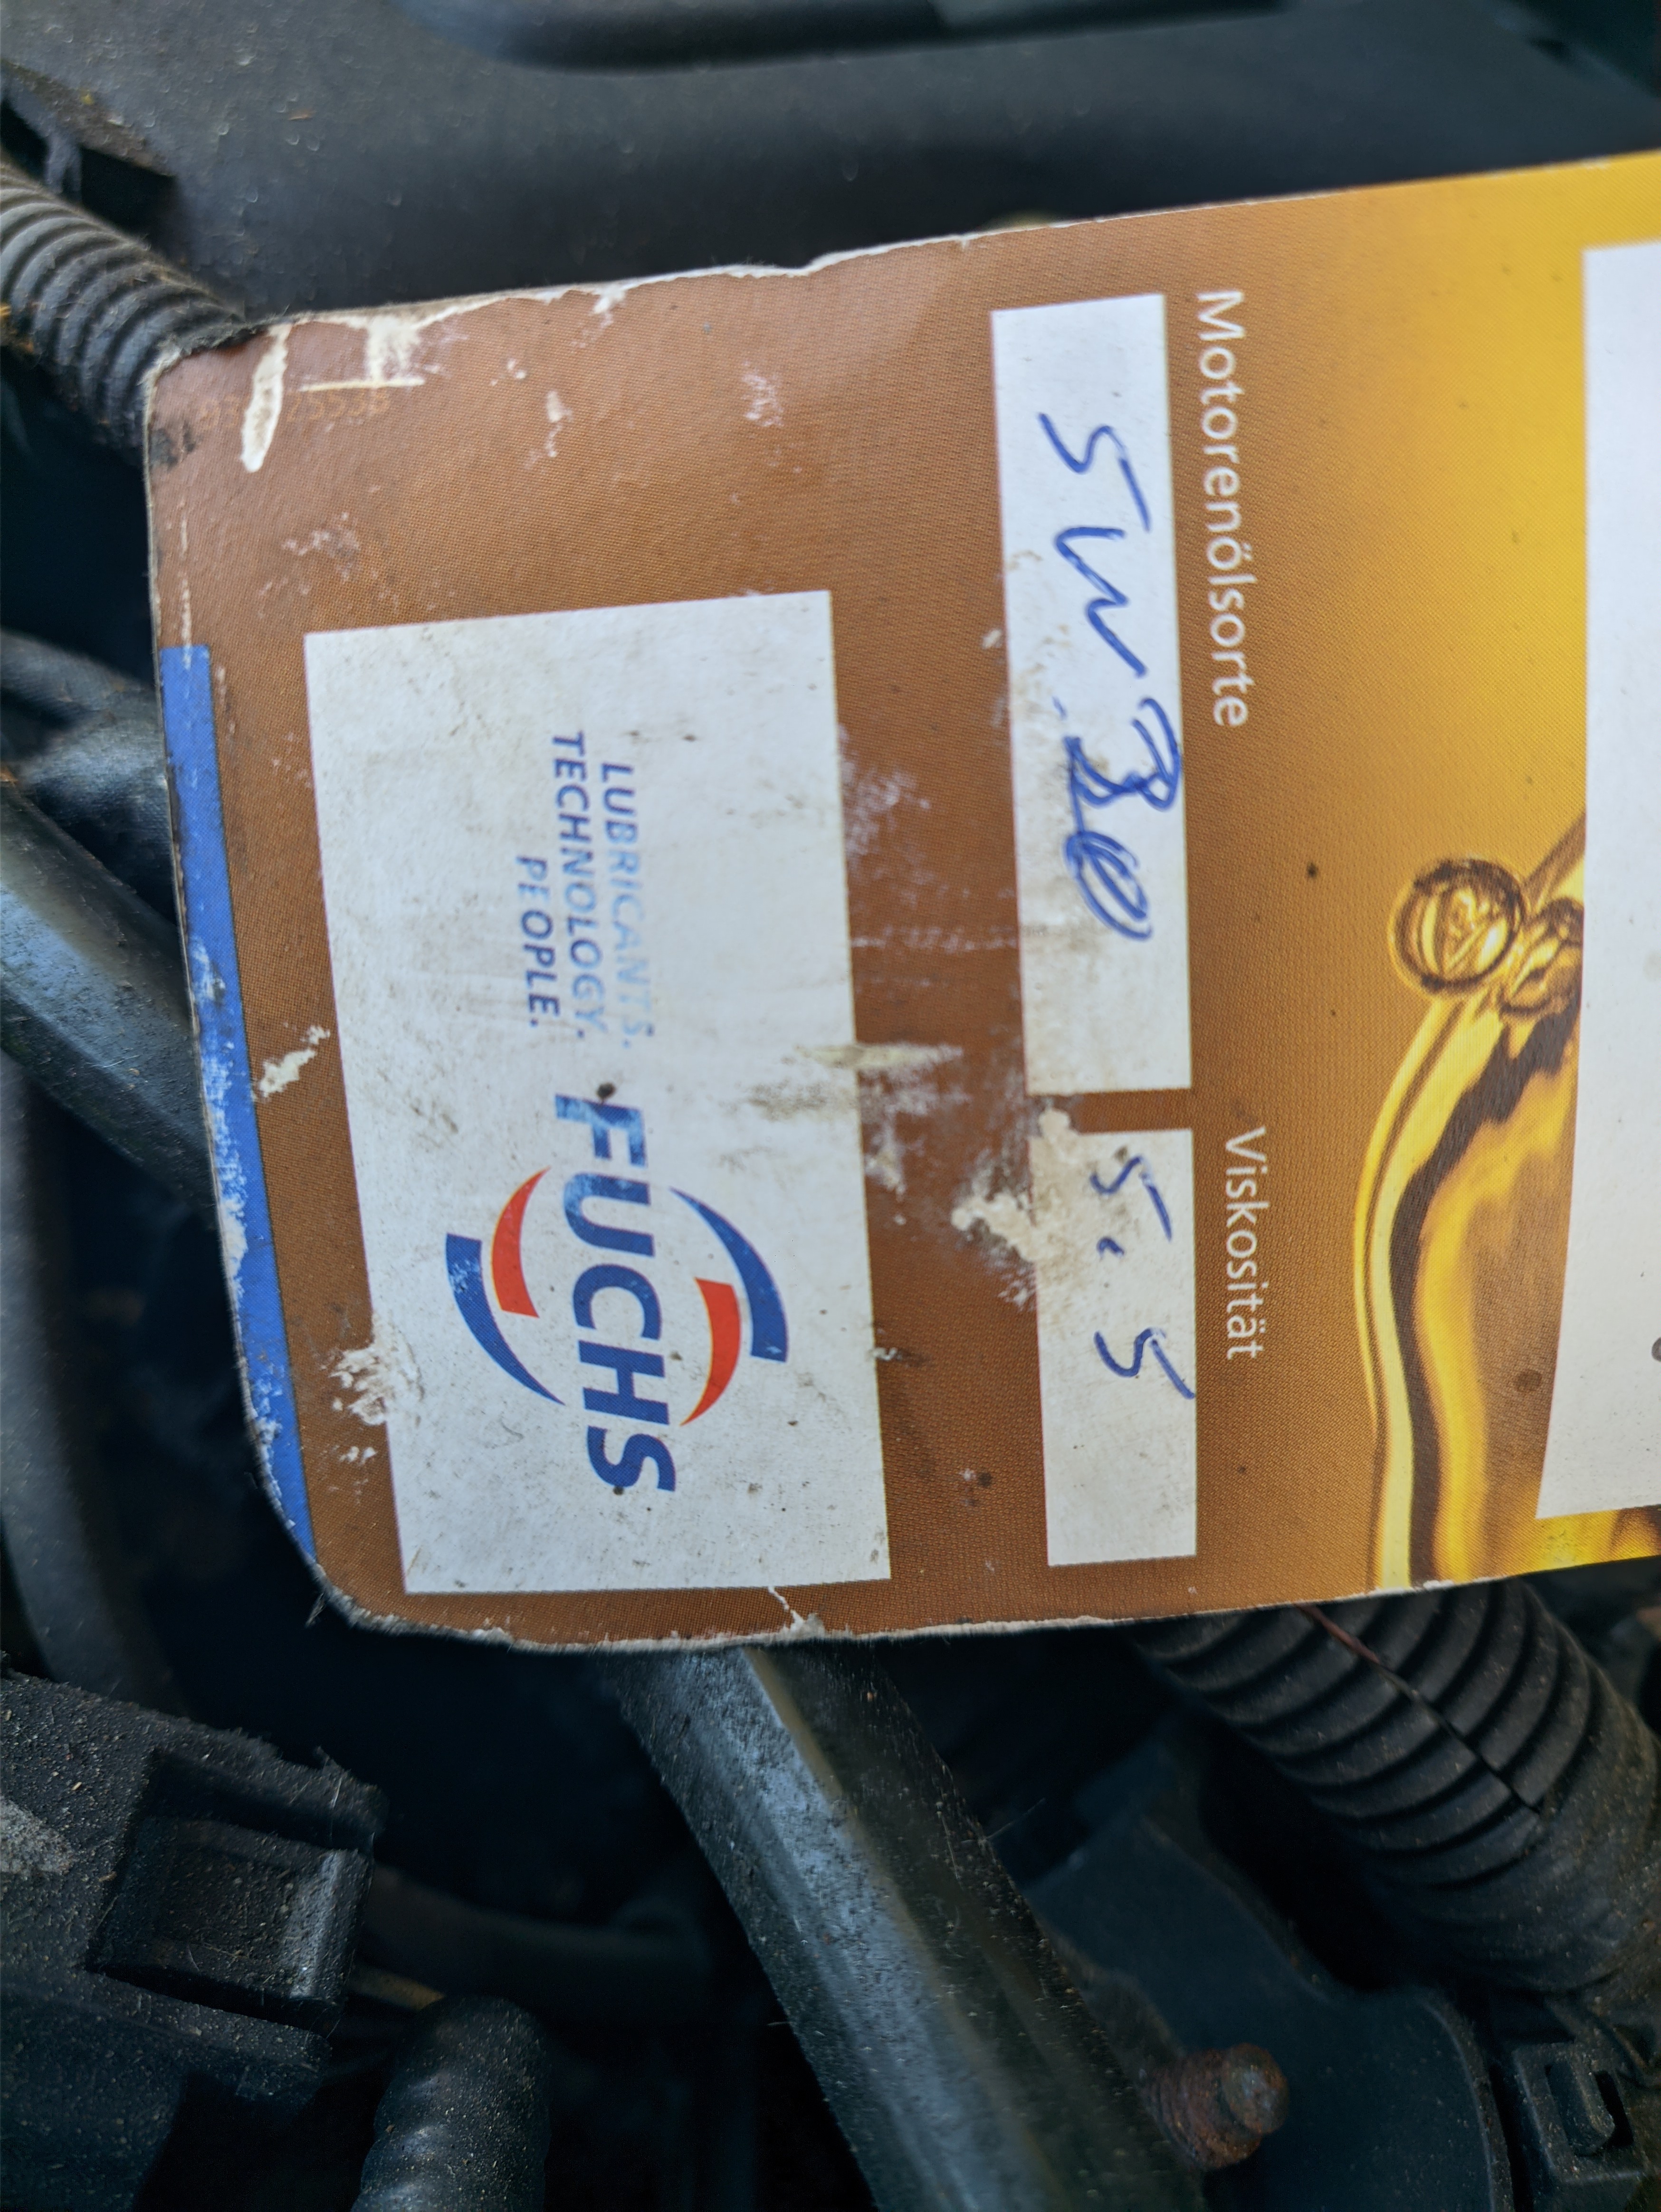 Motorenölsorte Viskosität
5W30 5.5
LUBRICANTS.
TECHNOLOGY.
PEOPLE.
FUCHS